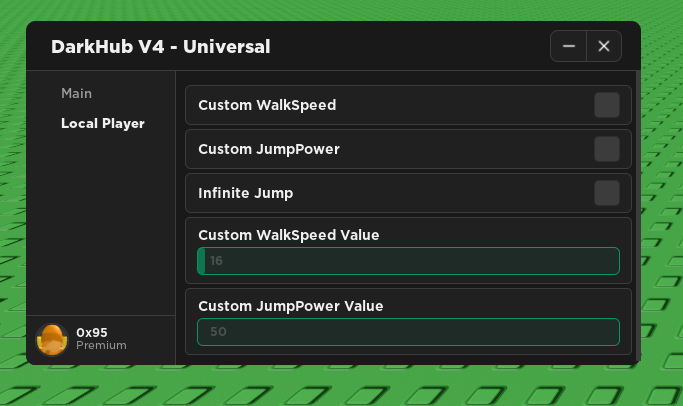 DarkHub V4 - Universal
Main
Local Player
Custom WalkSpeed
Custom JumpPower
Infinite Jump
Custom WalkSpeed Value
16
Custom JumpPower Value
50
0x95
Premium